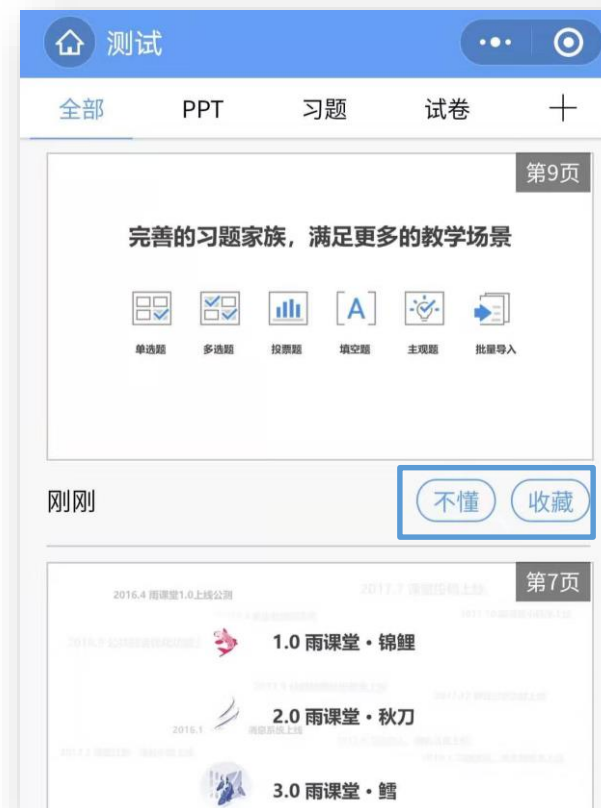 测试
全部 PPT 习题 试卷
第9页
完善的习题家族，满足更多的教学场景
[A]
单选题 多选题 投票题 填空题 主观题 批量导入
刚刚 不懂 收藏
第7页
2016.4 雨课堂1.0上线公测
1.0 雨课堂·锦鲤
2.0 雨课堂·秋刀
2016.1
3.0 雨课堂·鳕